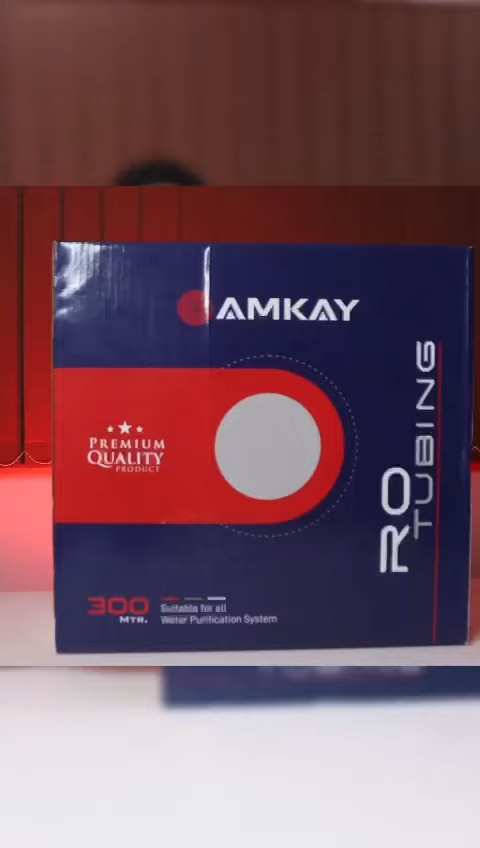 AMKAY
PREMIUM
QUALITY
PRODUCT
RO
TUBING
300
MTR.
Suitable for all
Water Purification System